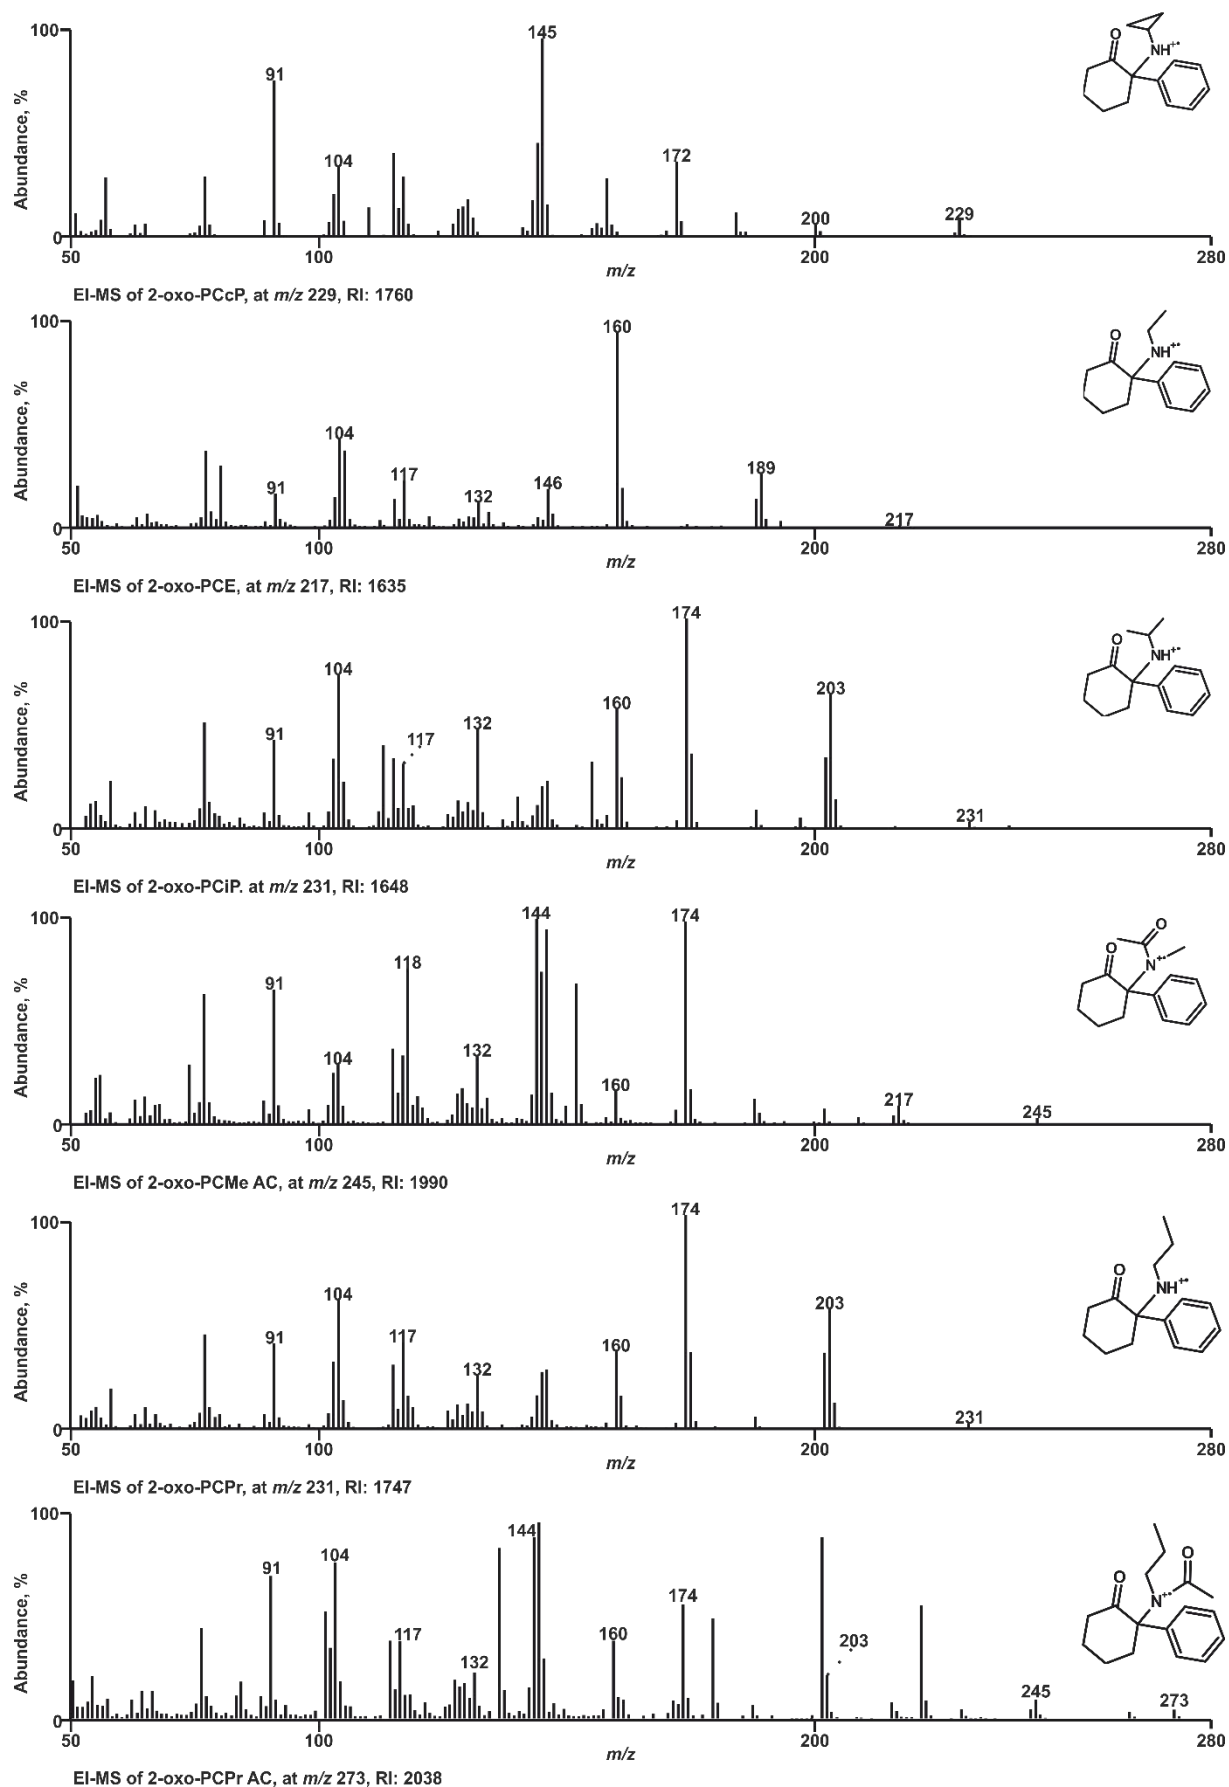 100
145
91
104
172
200
229
Abundance, %
0
50
100
200
280
m/z
O
NH+•
EI-MS of 2-oxo-PCcP, at m/z 229, RI: 1760
100
160
104
91
117
132
146
189
217
Abundance, %
0
50
100
200
280
m/z
O
NH+•
EI-MS of 2-oxo-PCE, at m/z 217, RI: 1635
100
174
104
91
117
132
160
203
231
Abundance, %
0
50
100
200
280
m/z
O
NH+•
EI-MS of 2-oxo-PCiP. at m/z 231, RI: 1648
100
144
174
118
91
104
132
160
217
245
Abundance, %
0
50
100
200
280
m/z
O
O
N+•
EI-MS of 2-oxo-PCMe AC, at m/z 245, RI: 1990
100
174
104
91
117
132
160
203
231
Abundance, %
0
50
100
200
280
m/z
O
NH+•
EI-MS of 2-oxo-PCPr, at m/z 231, RI: 1747
100
144
104
91
117
132
160
174
203
245
273
Abundance, %
0
50
100
200
280
m/z
O
O
N+•
EI-MS of 2-oxo-PCPr AC, at m/z 273, RI: 2038